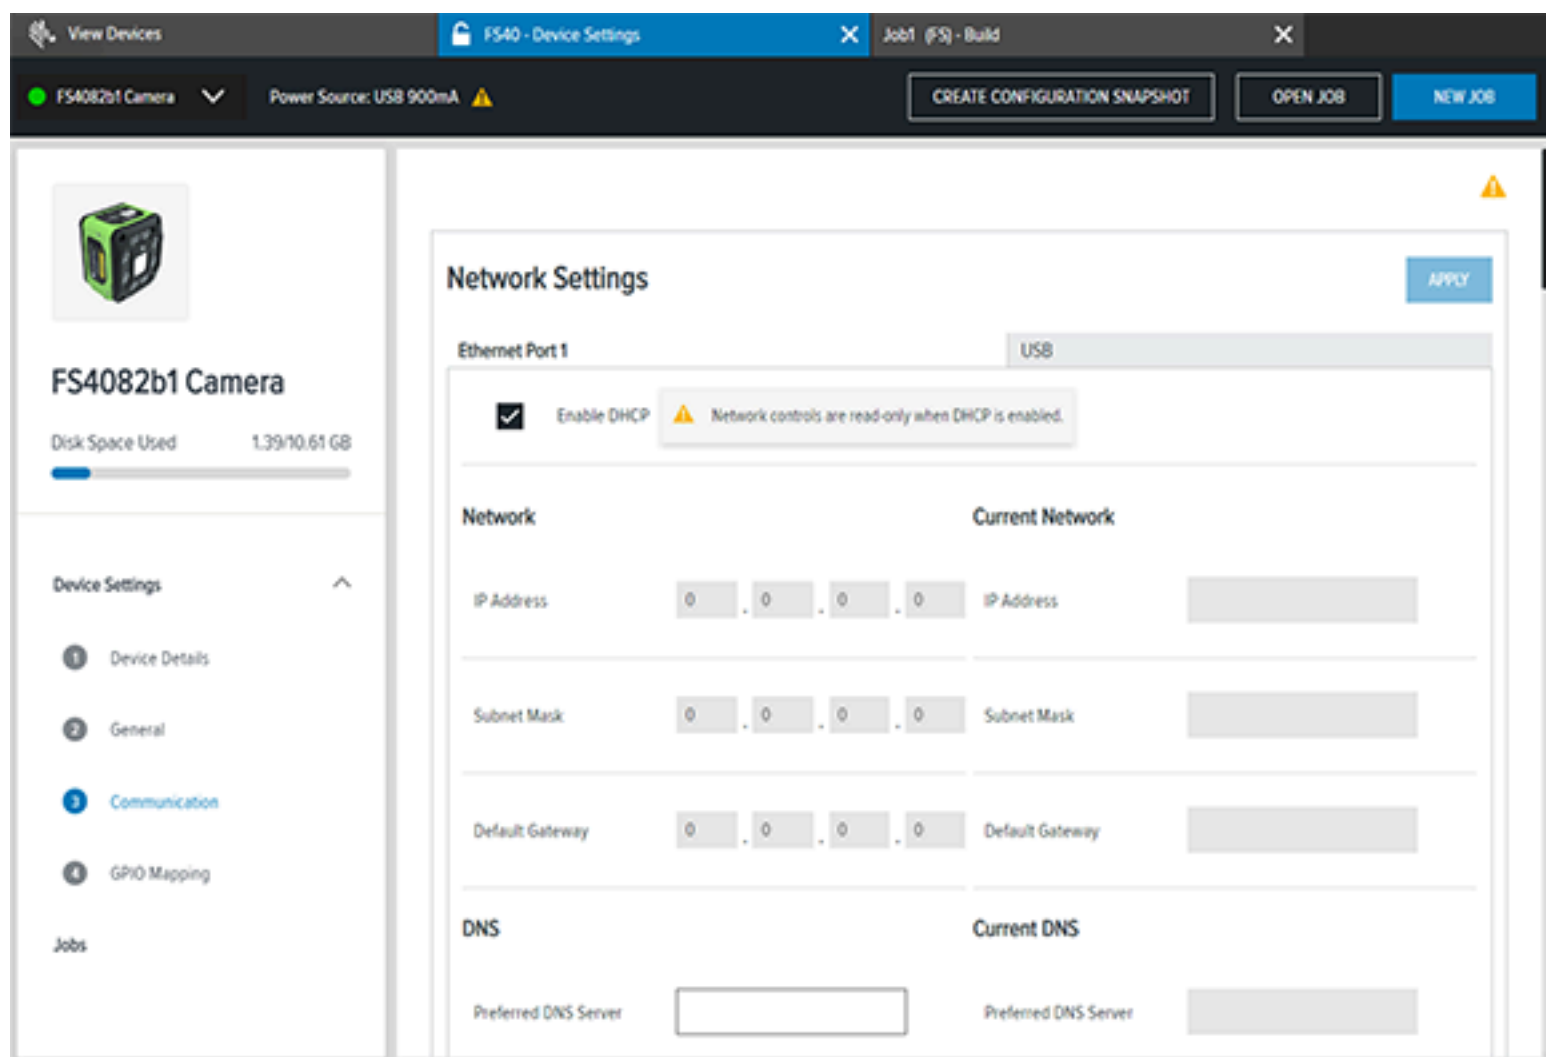 View Devices
FS40 - Device Settings
Job1 (FS) - Build
FS4082b1 Camera
Power Source: USB 900mA
CREATE CONFIGURATION SNAPSHOT
OPEN JOB
NEW JOB
FS4082b1 Camera
Disk Space Used 1.39/10.61 GB
Device Settings
1 Device Details
2 General
3 Communication
4 GPIO Mapping
Jobs
Network Settings
APPLY
Ethernet Port 1
USB
Enable DHCP
Network controls are read-only when DHCP is enabled.
Network
Current Network
IP Address 0 . 0 . 0 . 0
IP Address
Subnet Mask 0 . 0 . 0 . 0
Subnet Mask
Default Gateway 0 . 0 . 0 . 0
Default Gateway
DNS
Current DNS
Preferred DNS Server
Preferred DNS Server